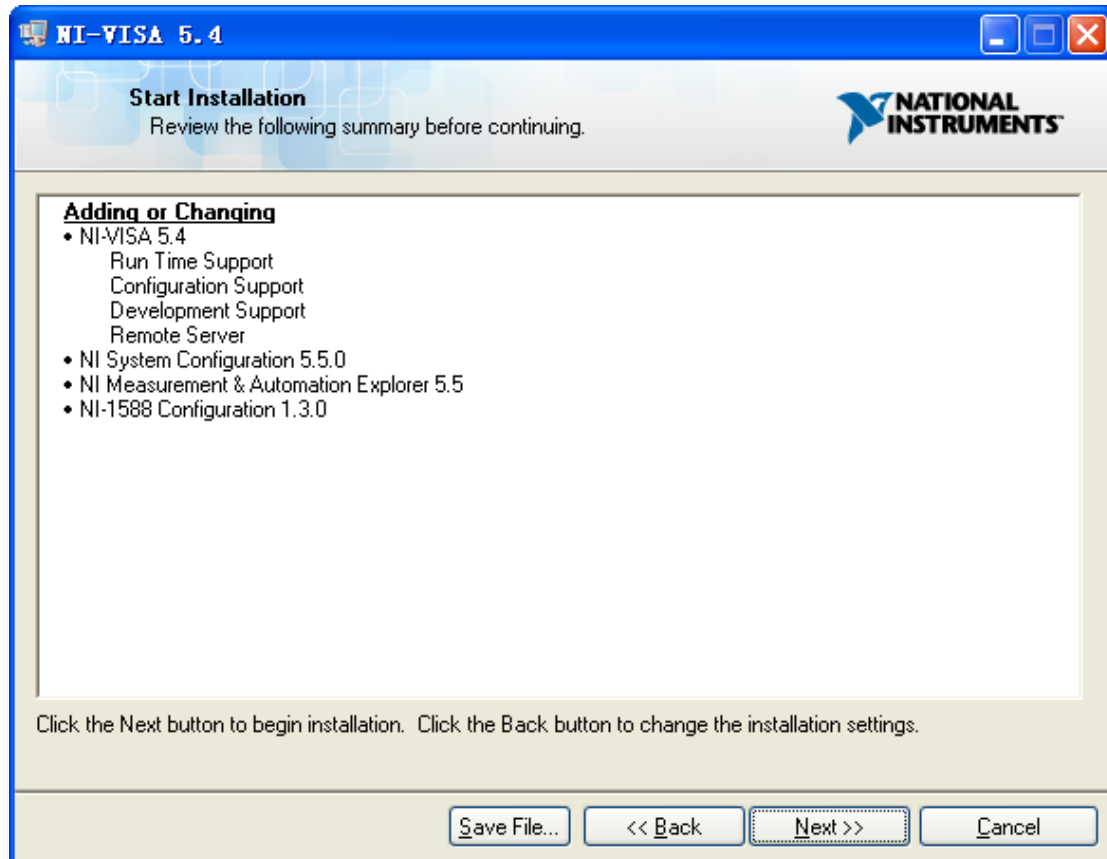 NI-VISA 5.4
Start Installation
Review the following summary before continuing.
NATIONAL
INSTRUMENTS™
Adding or Changing
• NI-VISA 5.4
Run Time Support
Configuration Support
Development Support
Remote Server
• NI System Configuration 5.5.0
• NI Measurement & Automation Explorer 5.5
• NI-1588 Configuration 1.3.0
Click the Next button to begin installation.  Click the Back button to change the installation settings.
Save File...
<< Back
Next >>
Cancel